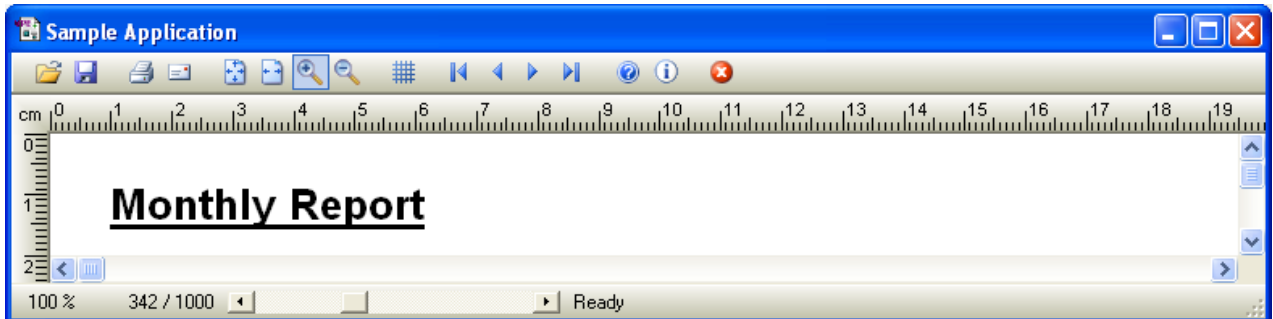 Sample Application
cm 0 1 2 3 4 5 6 7 8 9 10 11 12 13 14 15 16 17 18 19
0
Monthly Report
1
2
100 % 342 / 1000 Ready